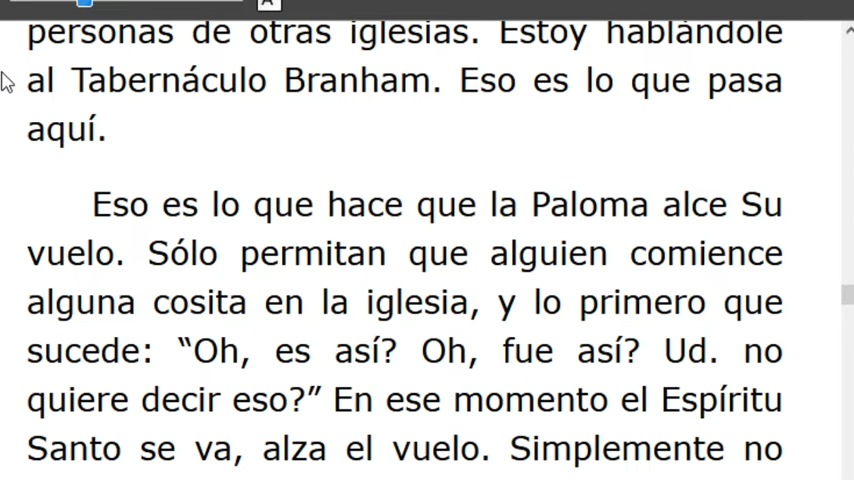 A
personas de otras iglesias. Estoy hablándole
al Tabernáculo Branham. Eso es lo que pasa
aquí.
Eso es lo que hace que la Paloma alce Su
vuelo. Sólo permitan que alguien comience
alguna cosita en la iglesia, y lo primero que
sucede: “Oh, es así? Oh, fue así? Ud. no
quiere decir eso?” En ese momento el Espíritu
Santo se va, alza el vuelo. Simplemente no